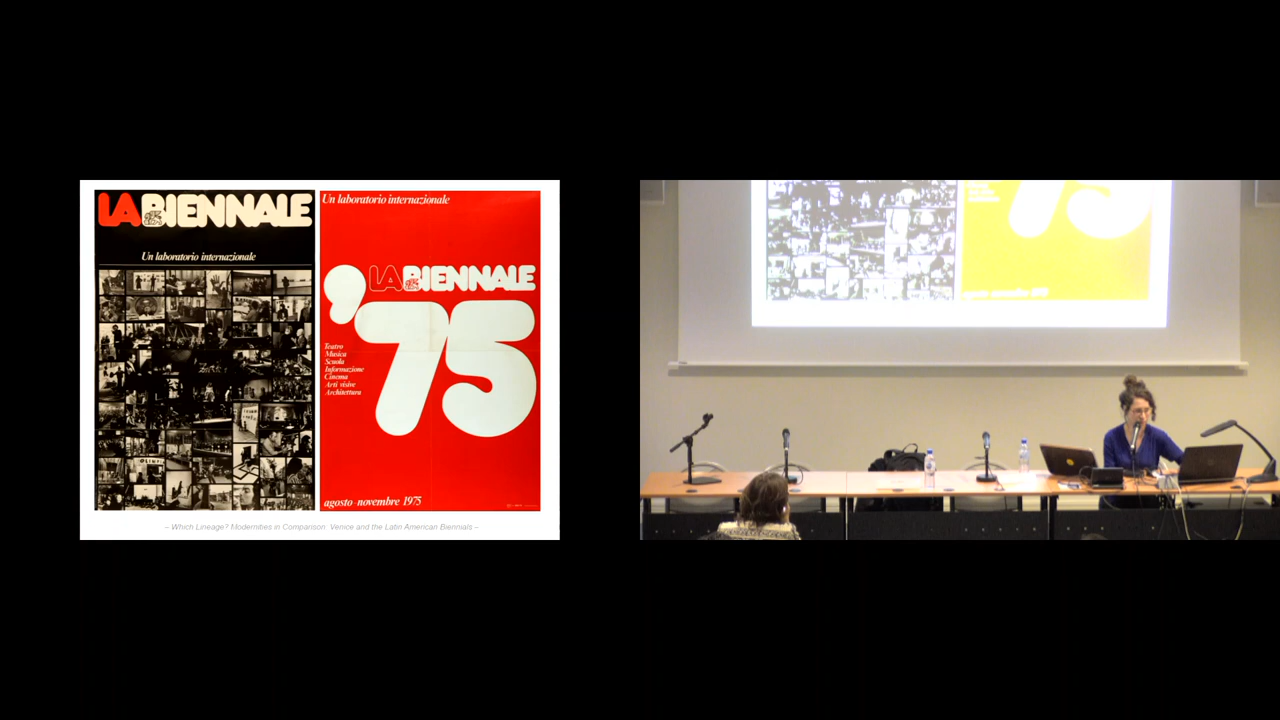 LA BIENNALE
Un laboratorio internazionale
Un laboratorio internazionale
LA BIENNALE
'75
Teatro
Musica
Scuola
Informazione
Cinema
Arti visive
Architettura
agosto-novembre 1975
– Which Lineage? Modernities in Comparison: Venice and the Latin American Biennials –
75